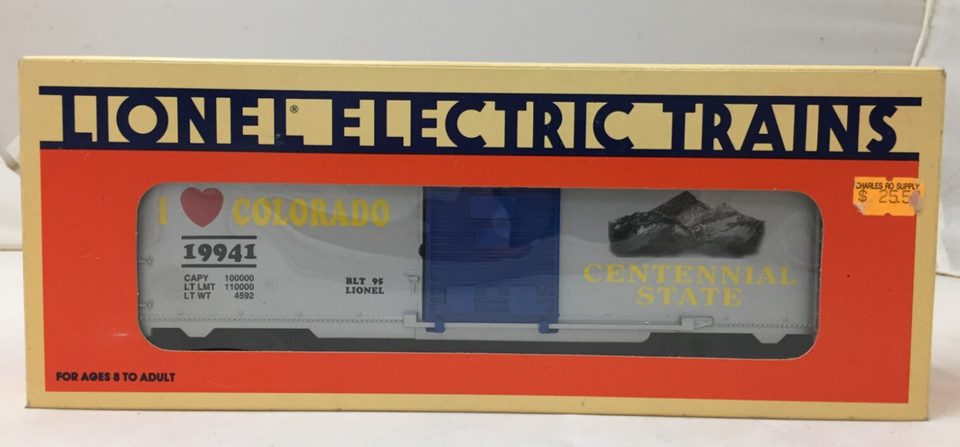 LIONEL® ELECTRIC TRAINS
CHARLES RO SUPPLY
$ 25.5
I ❤ COLORADO
19941
CAPY 100000
LT LMT 110000
LT WT 4592
BLT 95
LIONEL
CENTENNIAL
STATE
FOR AGES 8 TO ADULT